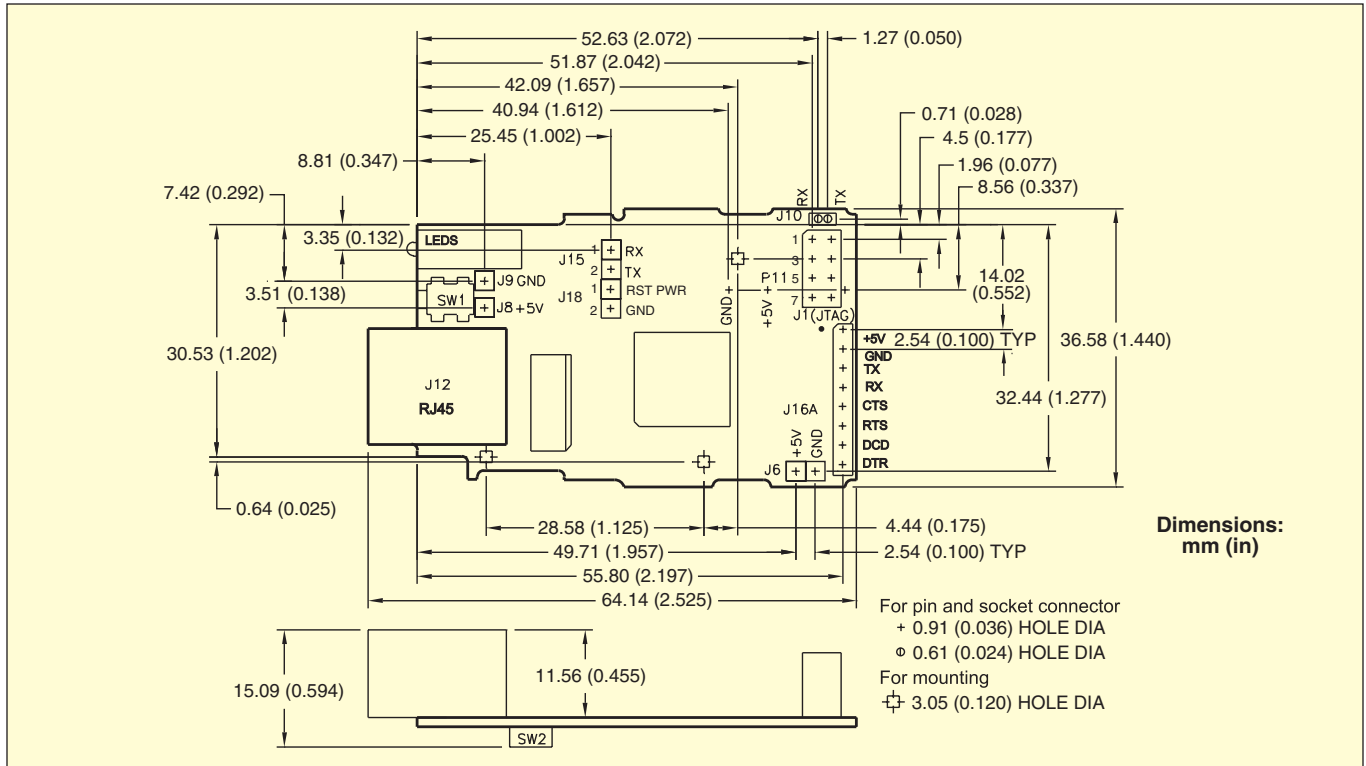 52.63 (2.072)
1.27 (0.050)
51.87 (2.042)
42.09 (1.657)
40.94 (1.612)
0.71 (0.028)
25.45 (1.002)
4.5 (0.177)
8.81 (0.347)
1.96 (0.077)
7.42 (0.292)
8.56 (0.337)
RX
TX
J10
3.35 (0.132)
LEDS
1
RX
J15
2
TX
1
3
P11
5
7
J9 GND
3.51 (0.138)
SW1
J8 +5V
J18
1
RST PWR
2
GND
GND
+5V
J1 (JTAG)
14.02
(0.552)
+5V
2.54 (0.100) TYP
36.58 (1.440)
GND
TX
30.53 (1.202)
J12
RJ45
RX
32.44 (1.277)
J16A
CTS
RTS
+5V
GND
DCD
J6
DTR
0.64 (0.025)
28.58 (1.125)
4.44 (0.175)
49.71 (1.957)
2.54 (0.100) TYP
55.80 (2.197)
64.14 (2.525)
Dimensions:
mm (in)
For pin and socket connector
+ 0.91 (0.036) HOLE DIA
0.61 (0.024) HOLE DIA
For mounting
3.05 (0.120) HOLE DIA
15.09 (0.594)
11.56 (0.455)
SW2